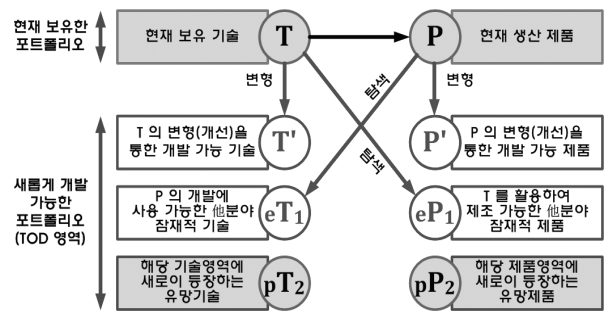 현재 보유한
포트폴리오
현재 보유 기술
T
P
현재 생산 제품
변형
탐색
변형
T 의 변형(개선)을
통한 개발 가능 기술
T'
P'
P 의 변형(개선)을
통한 개발 가능 제품
탐색
새롭게 개발
가능한
포트폴리오
(TOD 영역)
P 의 개발에
사용 가능한 他분야
잠재적 기술
eT1
eP1
T 를 활용하여
제조 가능한 他분야
잠재적 제품
해당 기술영역에
새로이 등장하는
유망기술
pT2
pP2
해당 제품영역에
새로이 등장하는
유망제품